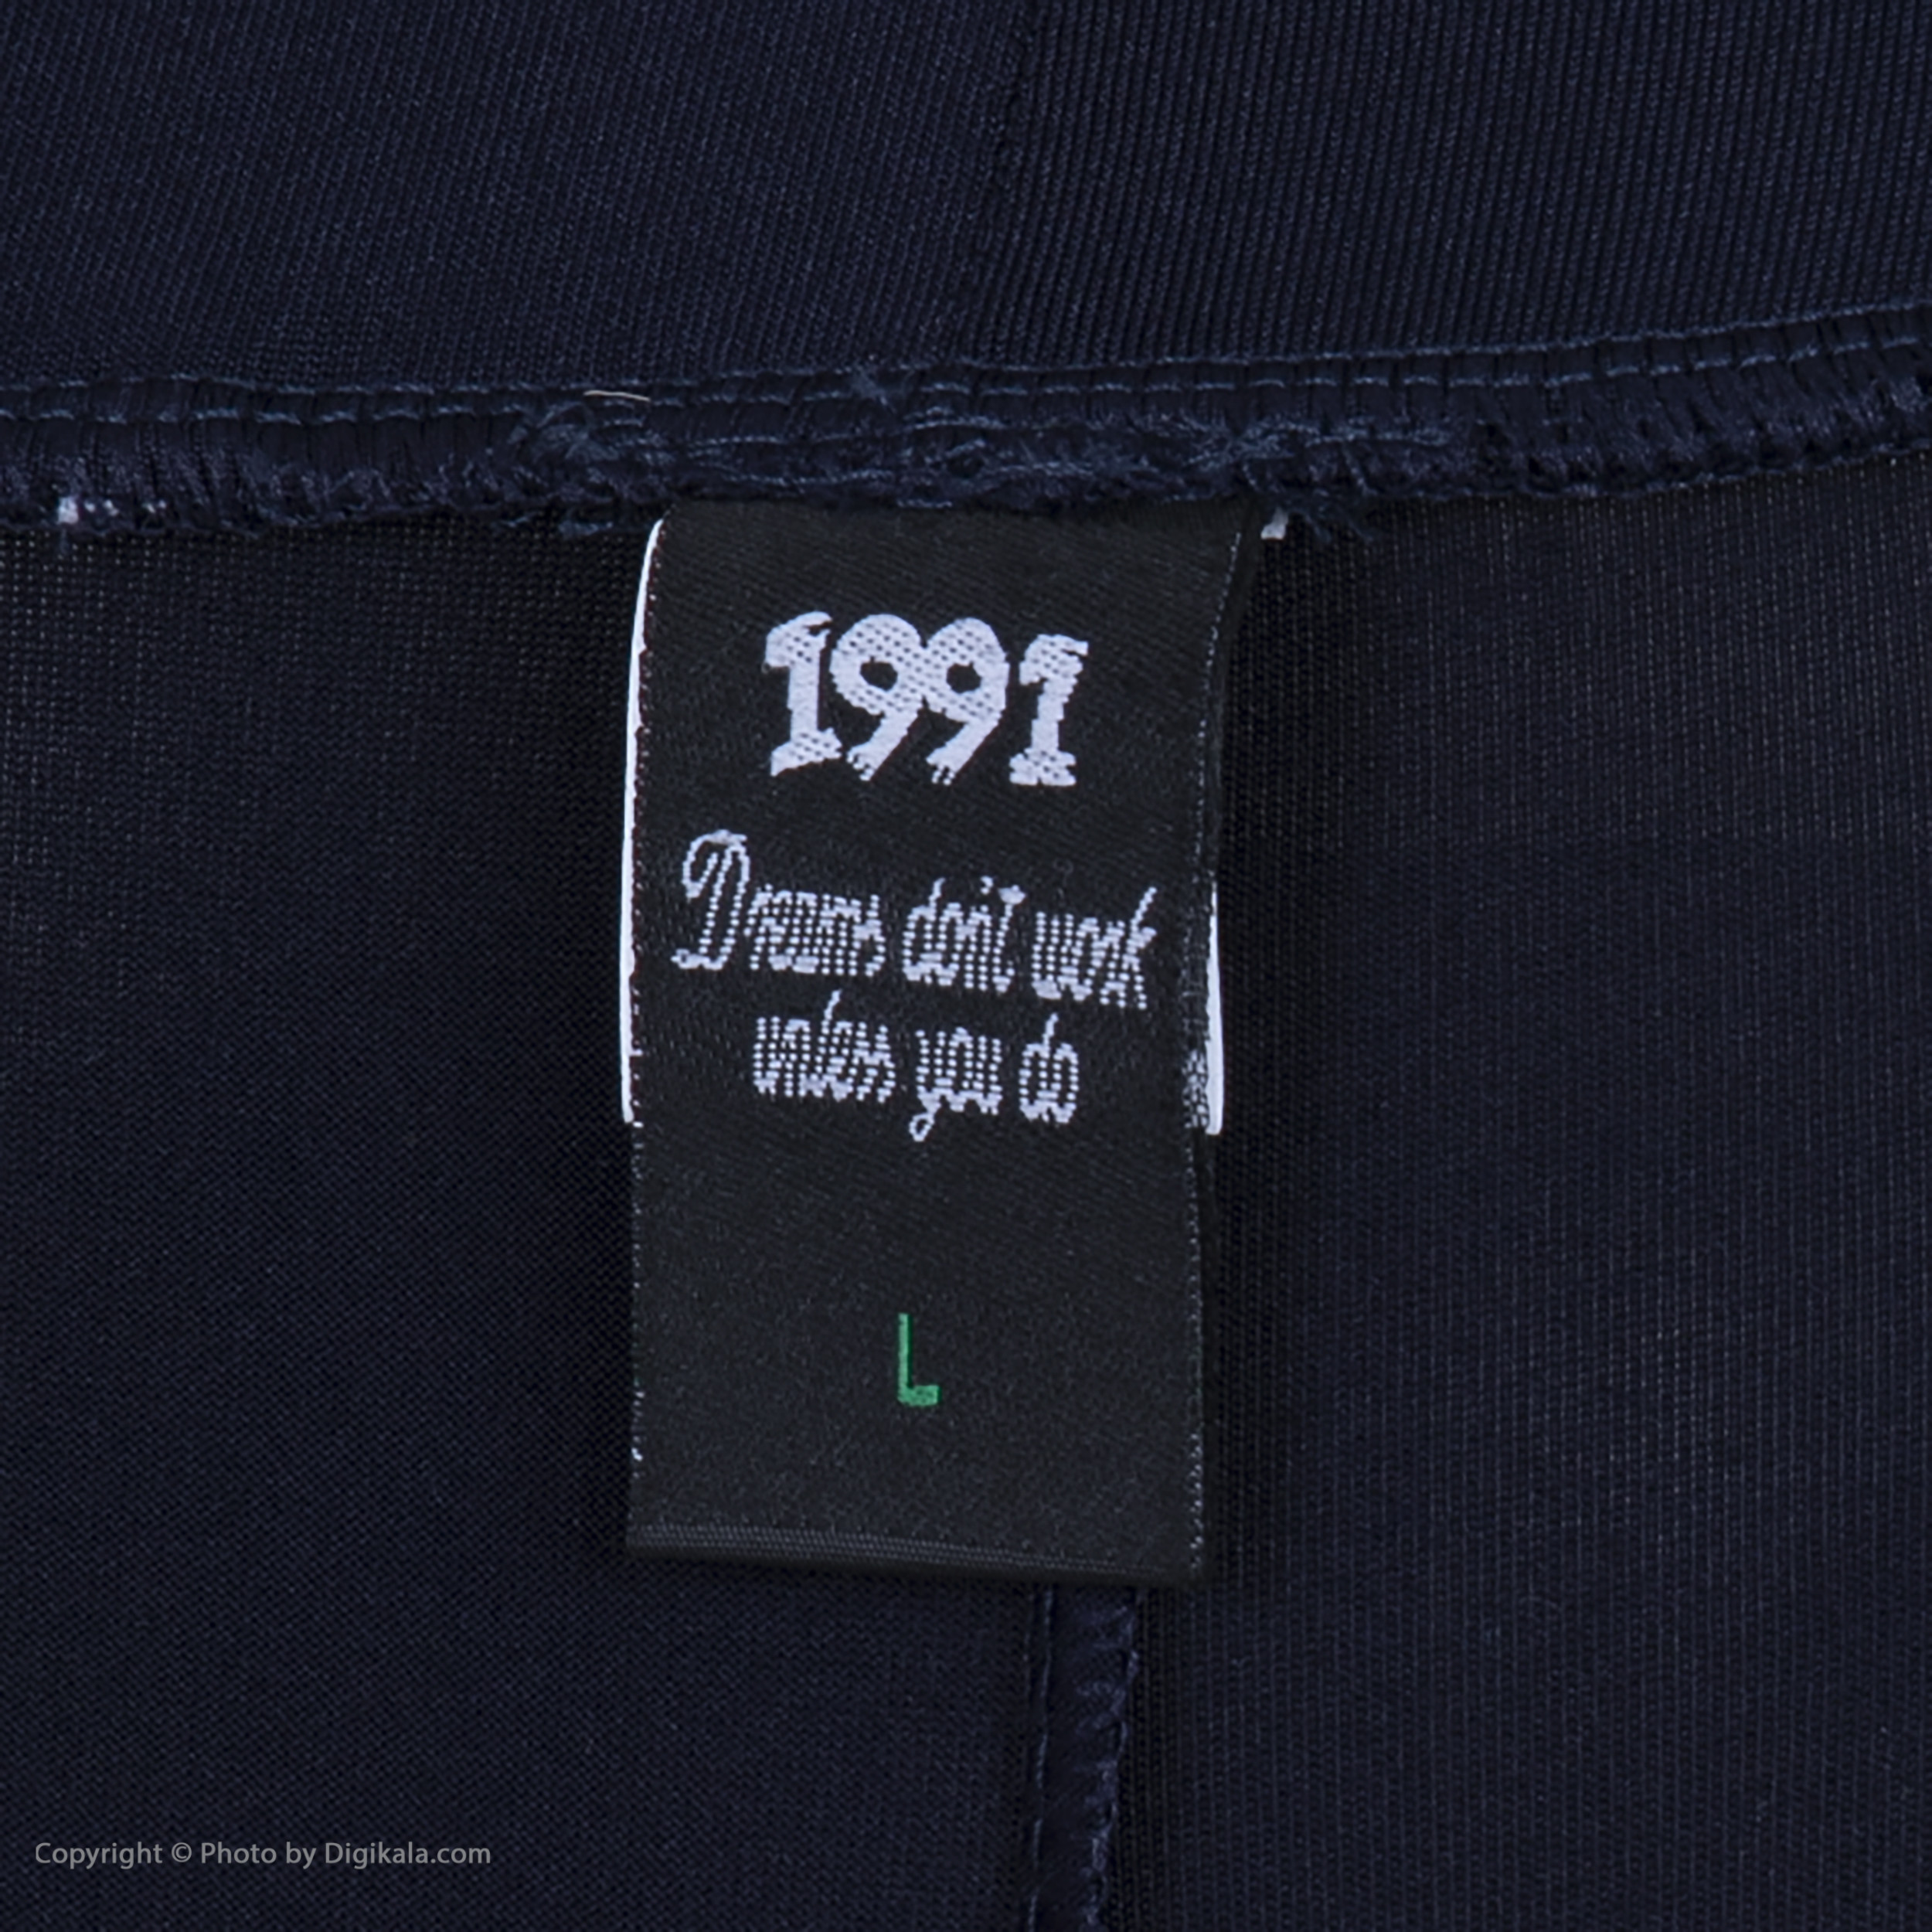 1991
Dreams don't work
unless you do
L
Copyright © Photo by Digikala.com